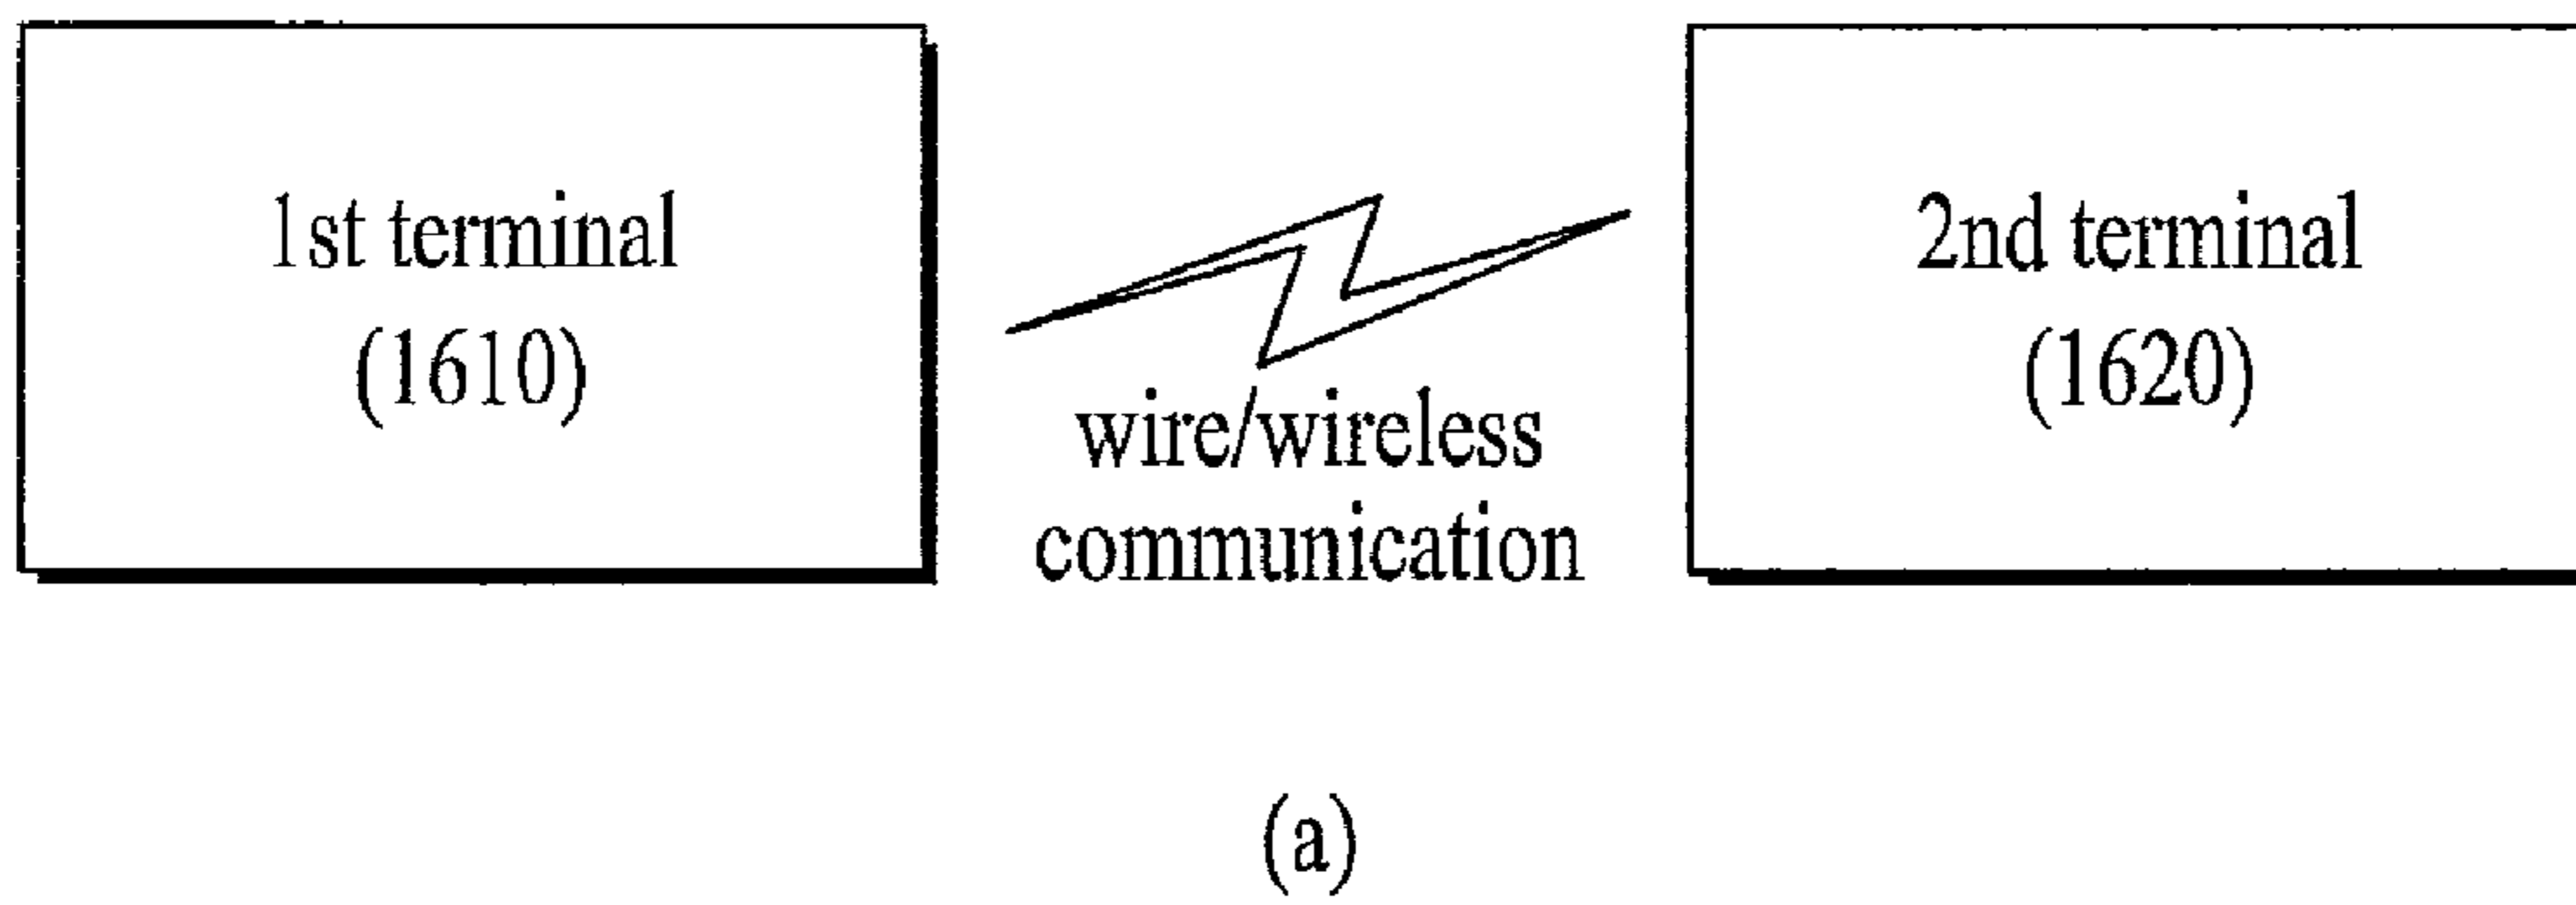 1st terminal
(1610)
wire/wireless
communication
2nd terminal
(1620)
(a)